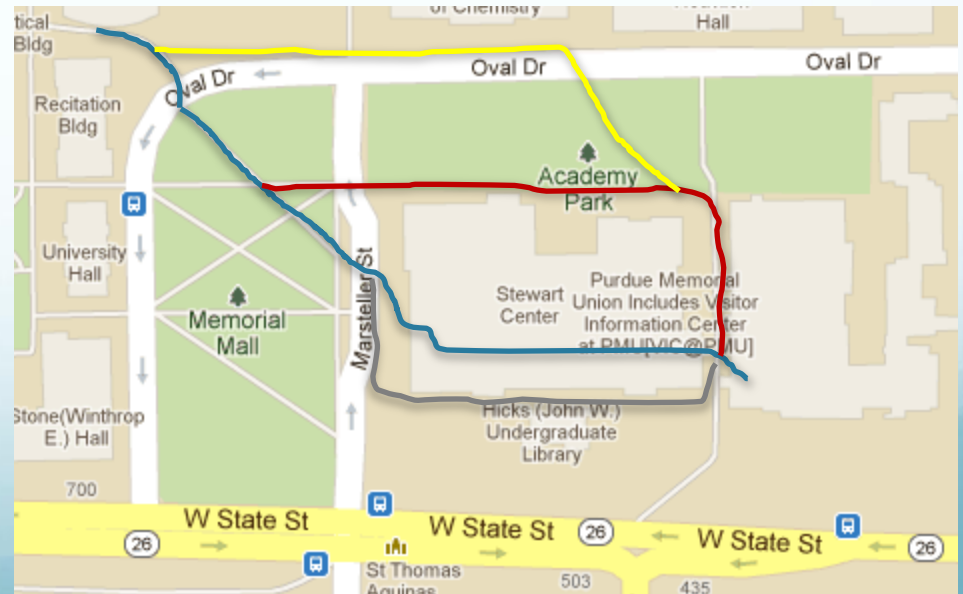 of Chemistry
Hall
tical
Bldg
Oval Dr
Oval Dr
Oval Dr
Recitation
Bldg
Academy
Park
University
Hall
Marsteller St
Stewart
Center
Purdue Memorial
Union Includes Visitor
Information Center
at PMU[VIC@PMU]
Memorial
Mall
Stone(Winthrop
E.) Hall
Hicks (John W.)
Undergraduate
Library
700
W State St
W State St
W State St
26
26
26
St Thomas
Aquinas
503
435